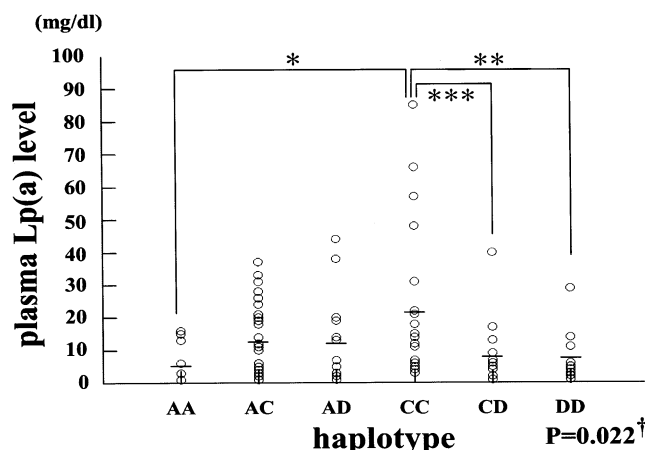 (mg/dl)
100
90
80
70
60
50
40
30
20
10
0
plasma Lp(a) level
*
**
***
AA AC AD CC CD DD
haplotype
P=0.022†